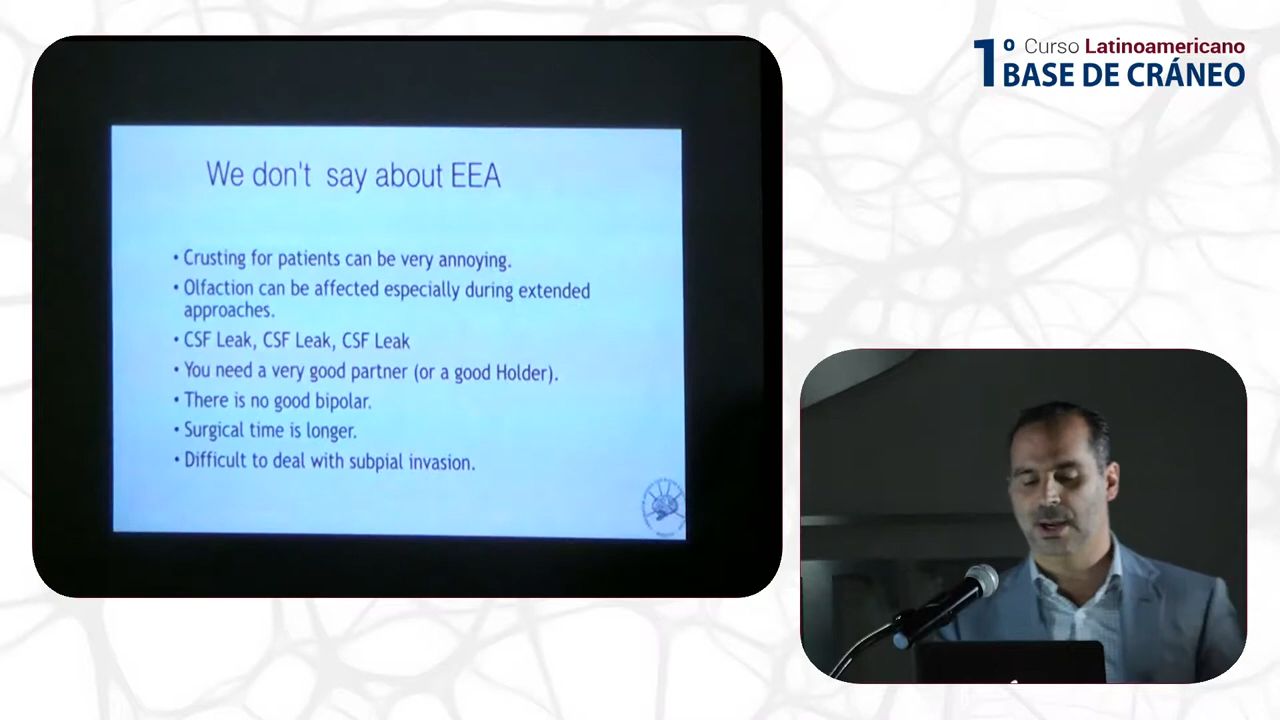 1º Curso Latinoamericano
BASE DE CRÁNEO
We don't say about EEA
• Crusting for patients can be very annoying.
• Olfaction can be affected especially during extended
approaches.
• CSF Leak, CSF Leak, CSF Leak
• You need a very good partner (or a good Holder).
• There is no good bipolar.
• Surgical time is longer.
• Difficult to deal with subpial invasion.